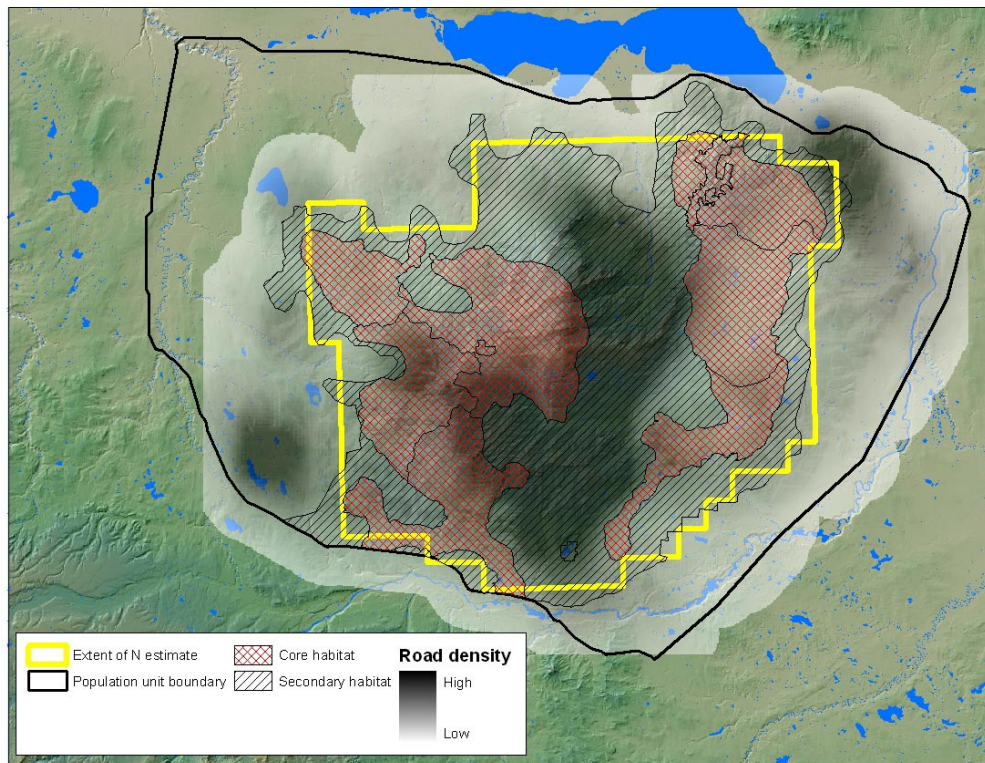 Extent of N estimate
Population unit boundary
Core habitat
Secondary habitat
Road density
High
Low